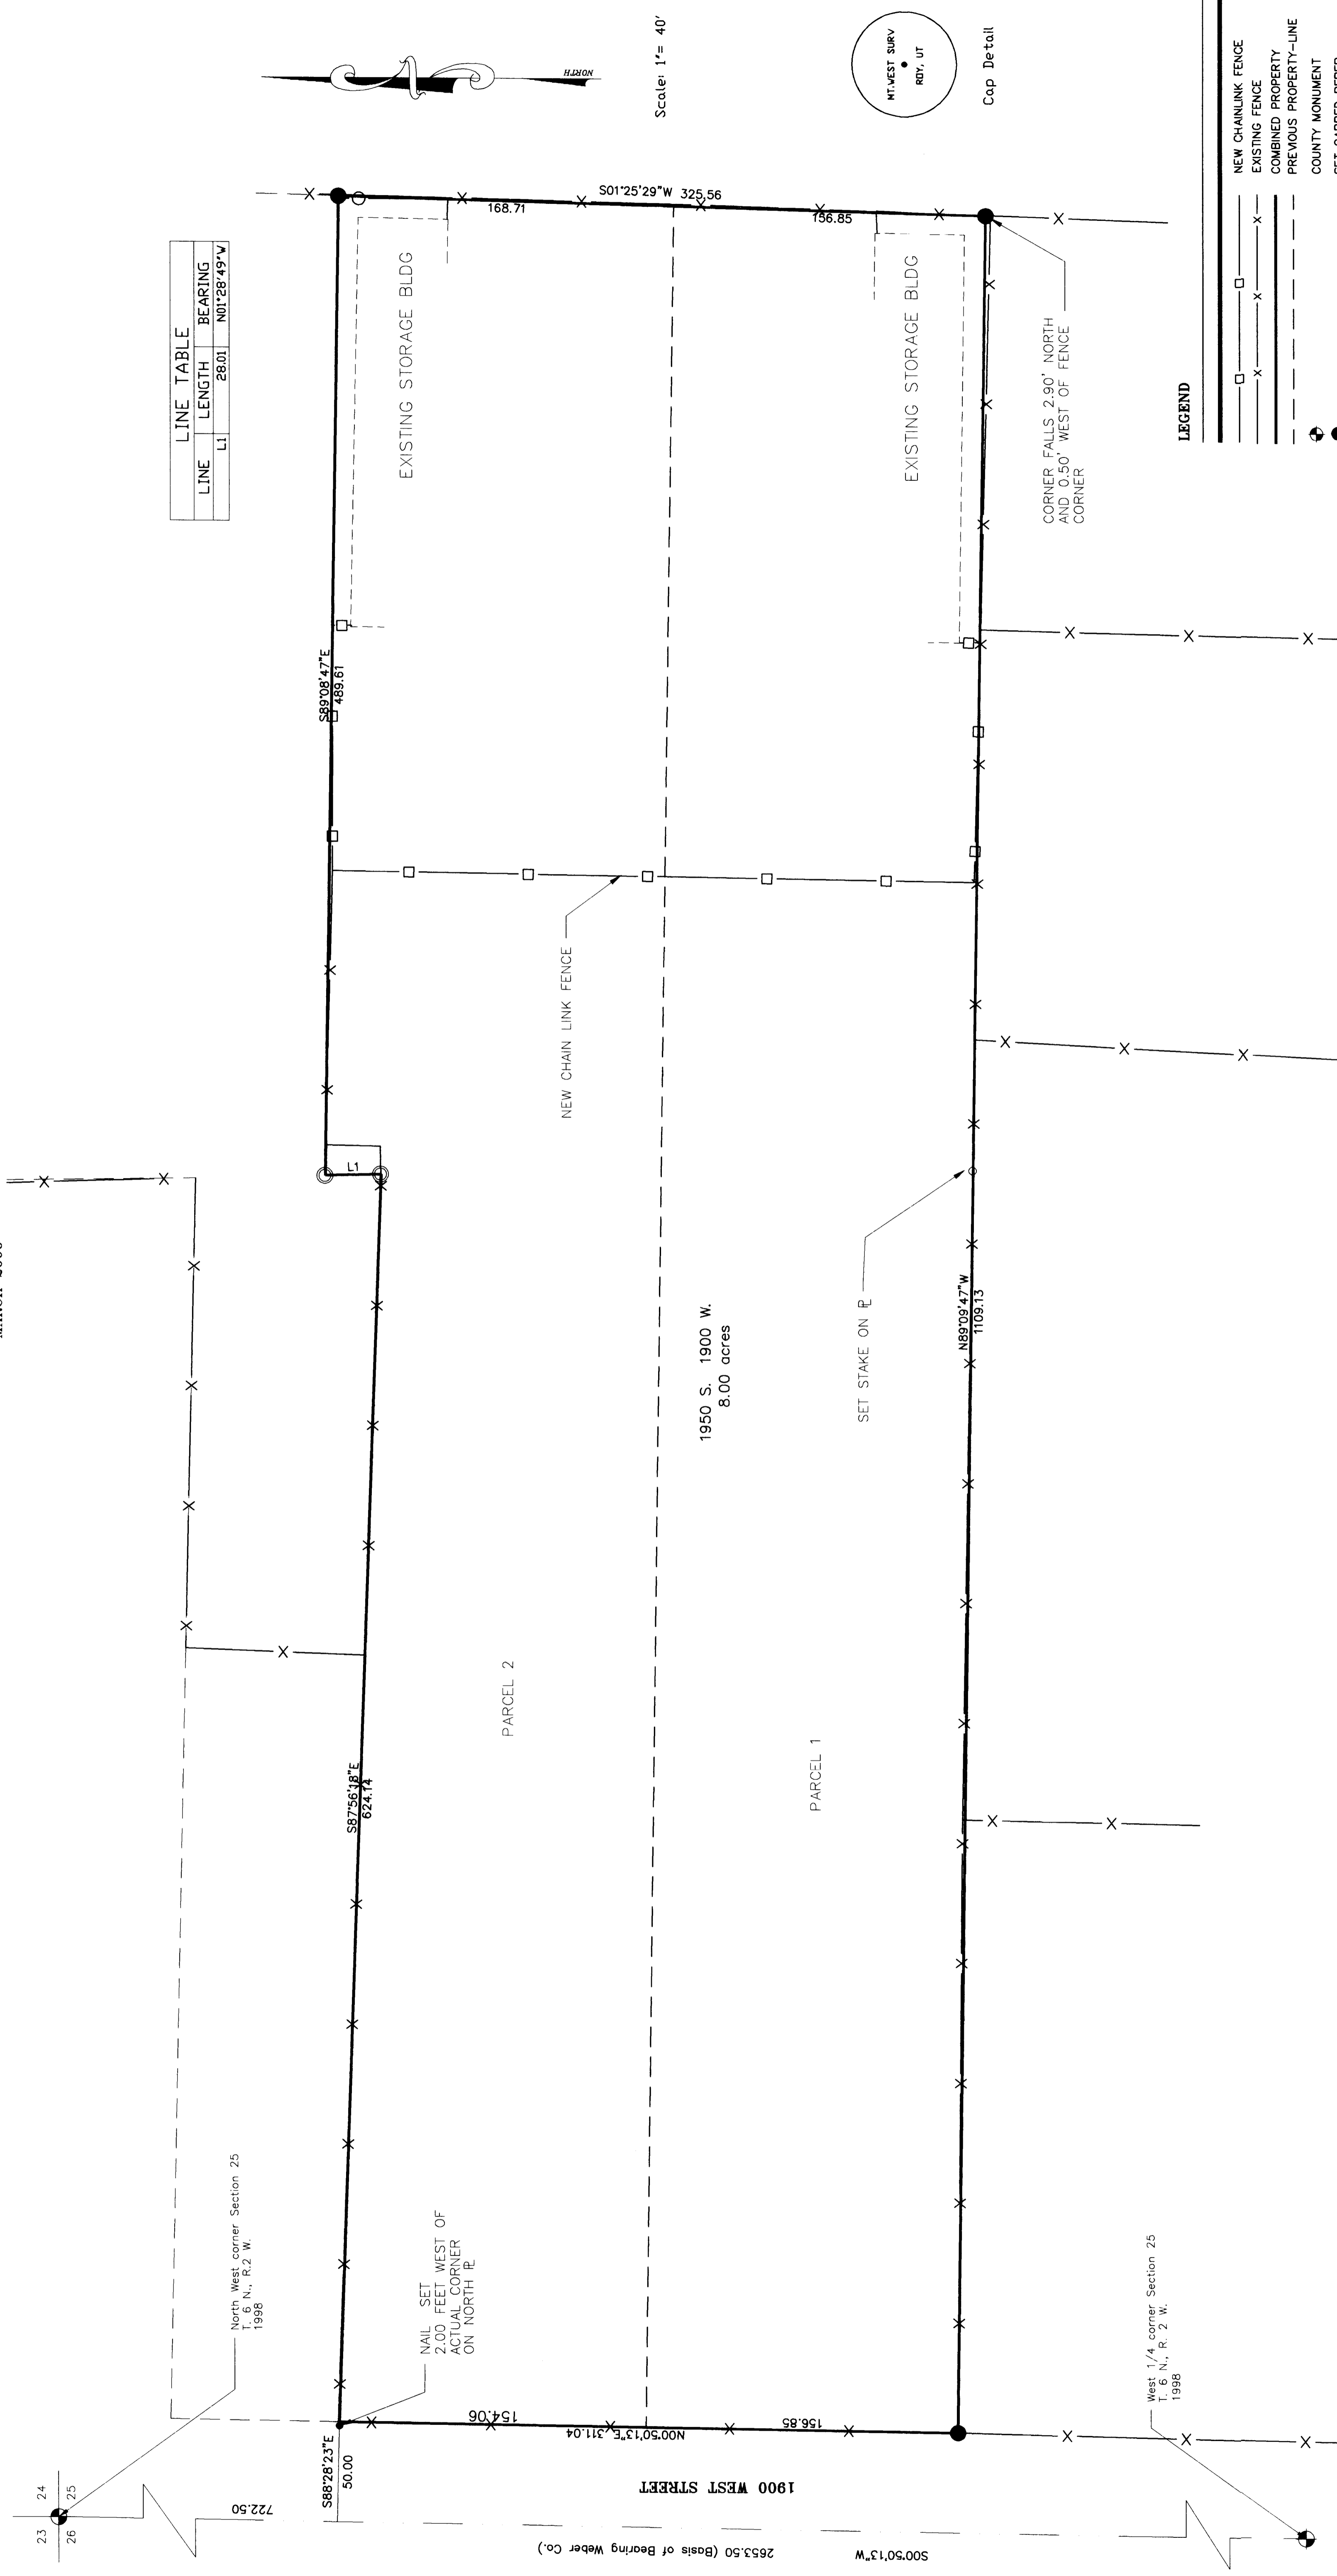 LINE TABLE
LINE LENGTH BEARING
L1 28.01 N01°28'49"W
NORTH
Scale: 1"= 40'
MT.WEST SURV
ROY, UT
Cap Detail
LEGEND
NEW CHAINLINK FENCE
EXISTING FENCE
COMBINED PROPERTY
PREVIOUS PROPERTY-LINE
COUNTY MONUMENT
S01°25'29"W 325.56
168.71
156.85
EXISTING STORAGE BLDG
EXISTING STORAGE BLDG
CORNER FALLS 2.90' NORTH
AND 0.50' WEST OF FENCE
CORNER
S89°08'47"E
489.61
NEW CHAIN LINK FENCE
L1
SET STAKE ON PL
N89°09'47"W
1109.13
1950 S. 1900 W.
8.00 acres
PARCEL 2
PARCEL 1
S87°56'18"E
624.14
North West corner Section 25
T. 6 N., R.2 W.
1998
NAIL SET
2.00 FEET WEST OF
ACTUAL CORNER
ON NORTH PL
West 1/4 corner Section 25
T. 6 N., R. 2 W.
1998
154.06
N00°50'13"E 311.04
156.85
S88°28'23"E
50.00
1900 WEST STREET
23 24
26 25
722.50
2653.50 (Basis of Bearing Weber Co.)
S00°50'13"W